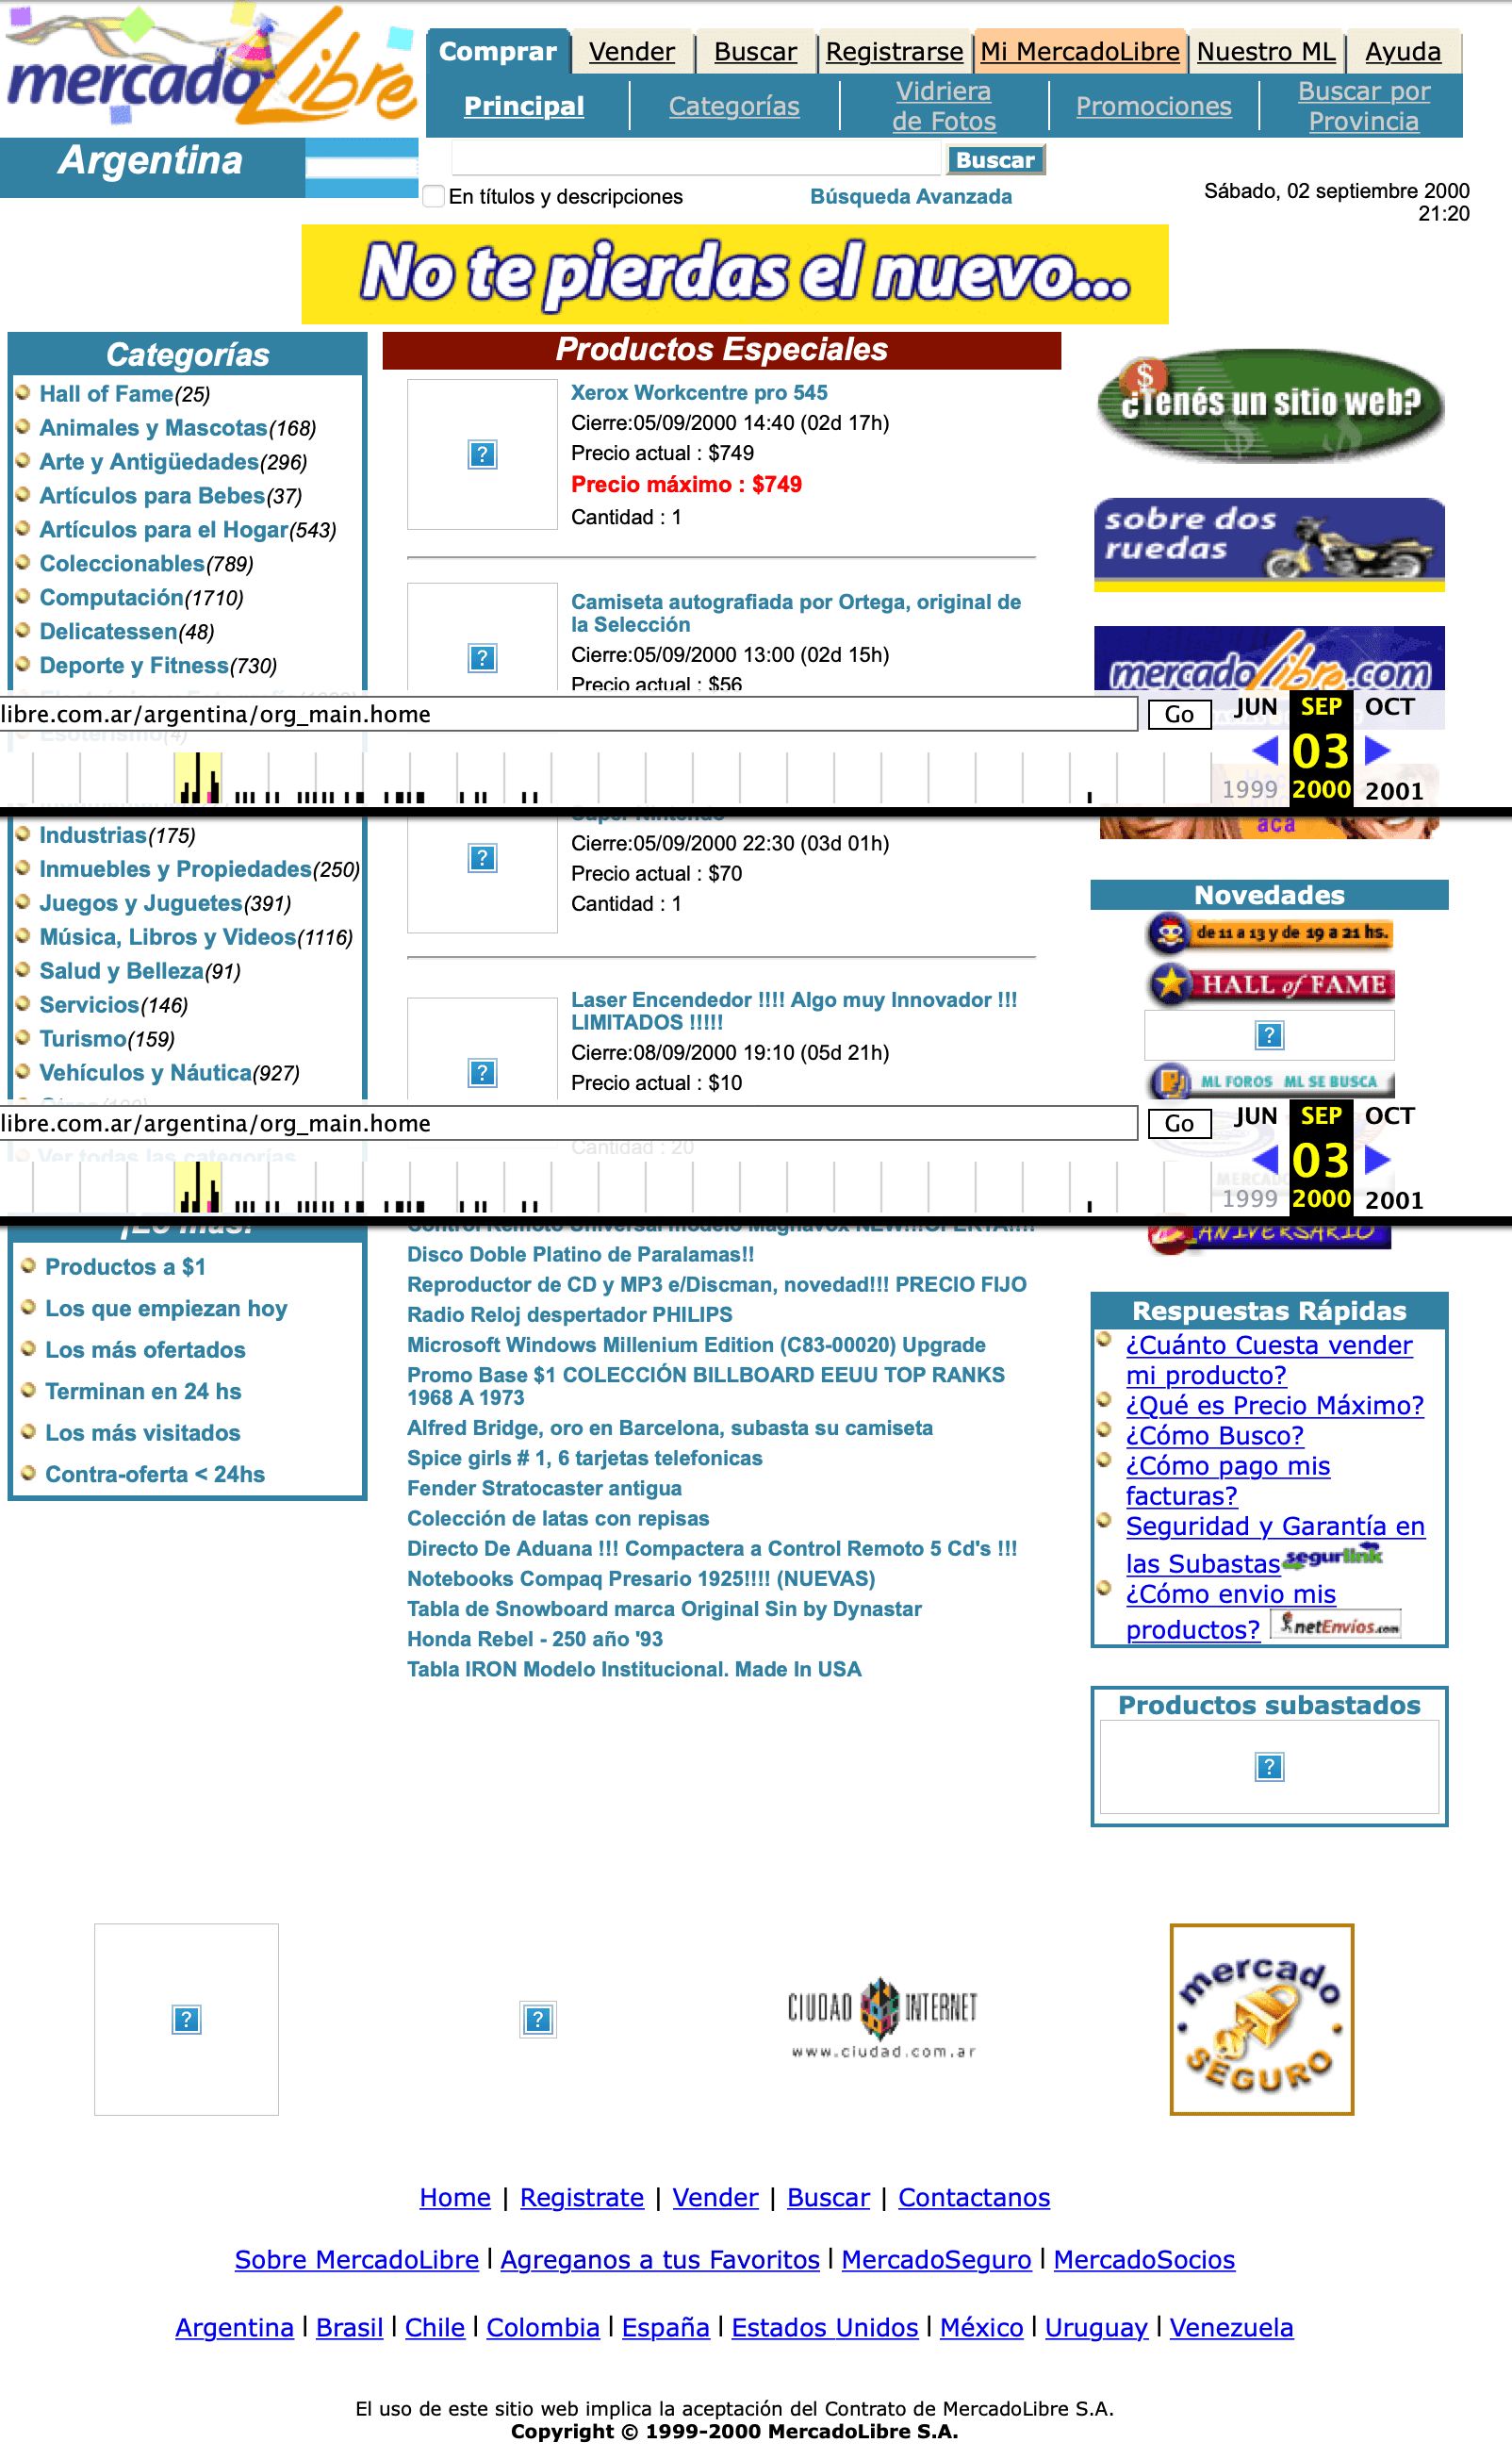 mercadoLibre
Comprar Vender Buscar Registrarse Mi MercadoLibre Nuestro ML Ayuda
Principal Categorías Vidriera de Fotos Promociones Buscar por Provincia
Argentina
Buscar
En títulos y descripciones Búsqueda Avanzada
Sábado, 02 septiembre 2000
21:20
No te pierdas el nuevo...
Categorías
Hall of Fame(25)
Animales y Mascotas(168)
Arte y Antigüedades(296)
Artículos para Bebes(37)
Artículos para el Hogar(543)
Coleccionables(789)
Computación(1710)
Delicatessen(48)
Deporte y Fitness(730)
Esoterismo(4)
Industrias(175)
Inmuebles y Propiedades(250)
Juegos y Juguetes(391)
Música, Libros y Videos(1116)
Salud y Belleza(91)
Servicios(146)
Turismo(159)
Vehículos y Náutica(927)
Ver todas las categorías
¡Lo más!
Productos a $1
Los que empiezan hoy
Los más ofertados
Terminan en 24 hs
Los más visitados
Contra-oferta < 24hs
Productos Especiales
Xerox Workcentre pro 545
Cierre:05/09/2000 14:40 (02d 17h)
Precio actual : $749
Precio máximo : $749
Cantidad : 1
Camiseta autografiada por Ortega, original de
la Selección
Cierre:05/09/2000 13:00 (02d 15h)
Precio actual : $56
Super Nintendo
Cierre:05/09/2000 22:30 (03d 01h)
Precio actual : $70
Cantidad : 1
Laser Encendedor !!!! Algo muy Innovador !!!
LIMITADOS !!!!!
Cierre:08/09/2000 19:10 (05d 21h)
Precio actual : $10
Cantidad : 20
Control Remoto Universal modelo Magnavox NEW!!!OFERTA!!!!
Disco Doble Platino de Paralamas!!
Reproductor de CD y MP3 e/Discman, novedad!!! PRECIO FIJO
Radio Reloj despertador PHILIPS
Microsoft Windows Millenium Edition (C83-00020) Upgrade
Promo Base $1 COLECCIÓN BILLBOARD EEUU TOP RANKS
1968 A 1973
Alfred Bridge, oro en Barcelona, subasta su camiseta
Spice girls # 1, 6 tarjetas telefonicas
Fender Stratocaster antigua
Colección de latas con repisas
Directo De Aduana !!! Compactera a Control Remoto 5 Cd's !!!
Notebooks Compaq Presario 1925!!!! (NUEVAS)
Tabla de Snowboard marca Original Sin by Dynastar
Honda Rebel - 250 año '93
Tabla IRON Modelo Institucional. Made In USA
$
¿Tenés un sitio web?
sobre dos
ruedas
mercadoLibre.com
libre.com.ar/argentina/org_main.home Go JUN SEP OCT
03
1999 2000 2001
aca
Novedades
de 11 a 13 y de 19 a 21 hs.
HALL of FAME
ML FOROS ML SE BUSCA
libre.com.ar/argentina/org_main.home Go JUN SEP OCT
03
1999 2000 2001
ANIVERSARIO
Respuestas Rápidas
¿Cuánto Cuesta vender
mi producto?
¿Qué es Precio Máximo?
¿Cómo Busco?
¿Cómo pago mis
facturas?
Seguridad y Garantía en
las Subastas segurlink
¿Cómo envio mis
productos? netEnvíos.com
Productos subastados
CIUDAD INTERNET
www.ciudad.com.ar
mercado
SEGURO
Home | Registrate | Vender | Buscar | Contactanos
Sobre MercadoLibre | Agreganos a tus Favoritos | MercadoSeguro | MercadoSocios
Argentina | Brasil | Chile | Colombia | España | Estados Unidos | México | Uruguay | Venezuela
El uso de este sitio web implica la aceptación del Contrato de MercadoLibre S.A.
Copyright © 1999-2000 MercadoLibre S.A.